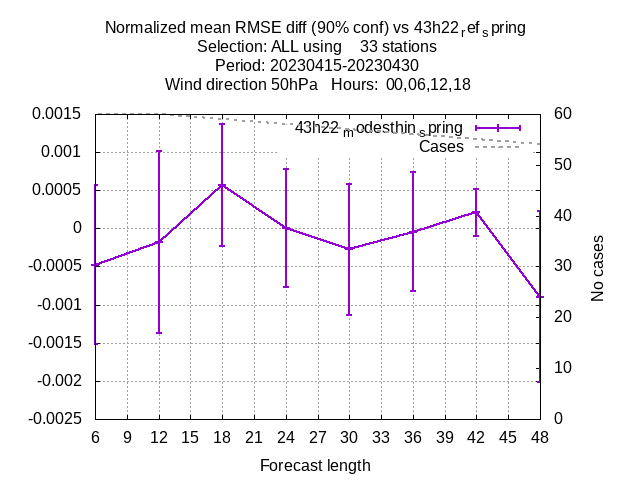 Normalized mean RMSE diff (90% conf) vs 43h22ref spring
Selection: ALL using 33 stations
Period: 20230415-20230430
Wind direction 50hPa Hours: 00,06,12,18
43h22modesthinspring
Cases
0.0015
0.001
0.0005
0
-0.0005
-0.001
-0.0015
-0.002
-0.0025
60
50
40
30
20
10
0
No cases
6 9 12 15 18 21 24 27 30 33 36 39 42 45 48
Forecast length